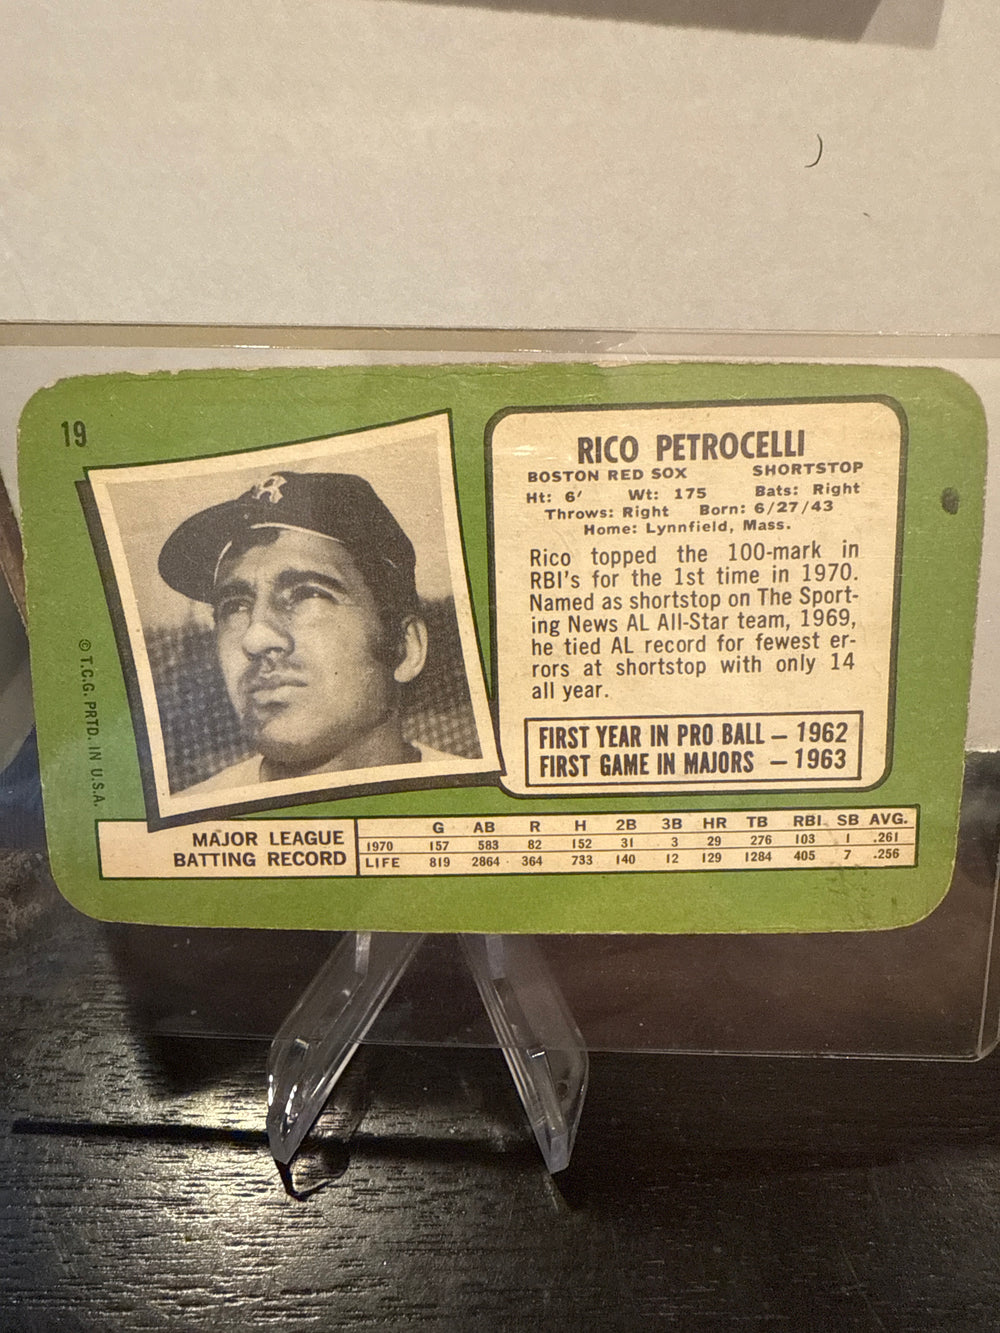 19
RICO PETROCELLI
BOSTON RED SOX SHORTSTOP
Ht: 6' Wt: 175 Bats: Right
Throws: Right Born: 6/27/43
Home: Lynnfield, Mass.
Rico topped the 100-mark in
RBI's for the 1st time in 1970.
Named as shortstop on The Sport-
ing News AL All-Star team, 1969,
he tied AL record for fewest er-
rors at shortstop with only 14
all year.
FIRST YEAR IN PRO BALL — 1962
FIRST GAME IN MAJORS — 1963
© T.C.G. PRTD. IN U.S.A.
MAJOR LEAGUE
BATTING RECORD
G AB R H 2B 3B HR TB RBI SB AVG.
1970 157 583 82 152 31 3 29 276 103 1 .261
LIFE 819 2864 364 733 140 12 129 1284 405 7 .256